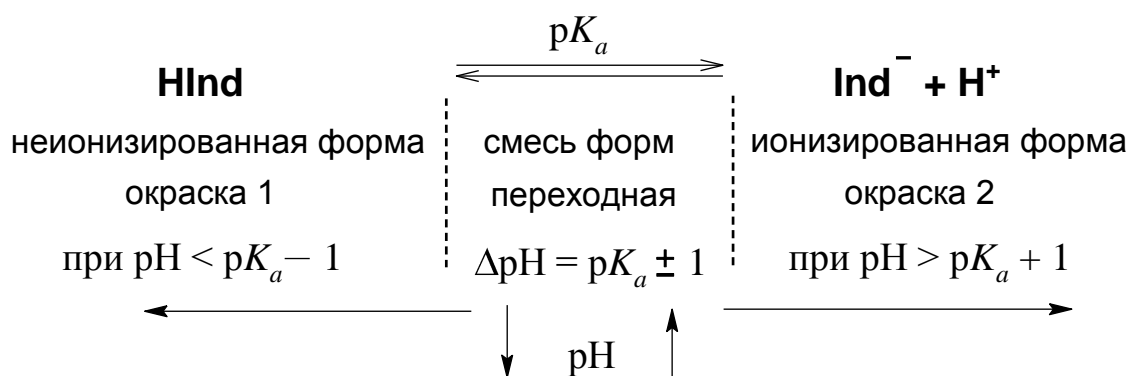 pKₐ
HInd Ind⁻ + H⁺
неионизированная форма смесь форм ионизированная форма
окраска 1 переходная окраска 2
при pH < pKₐ – 1 ΔpH = pKₐ ± 1 при pH > pKₐ + 1
pH